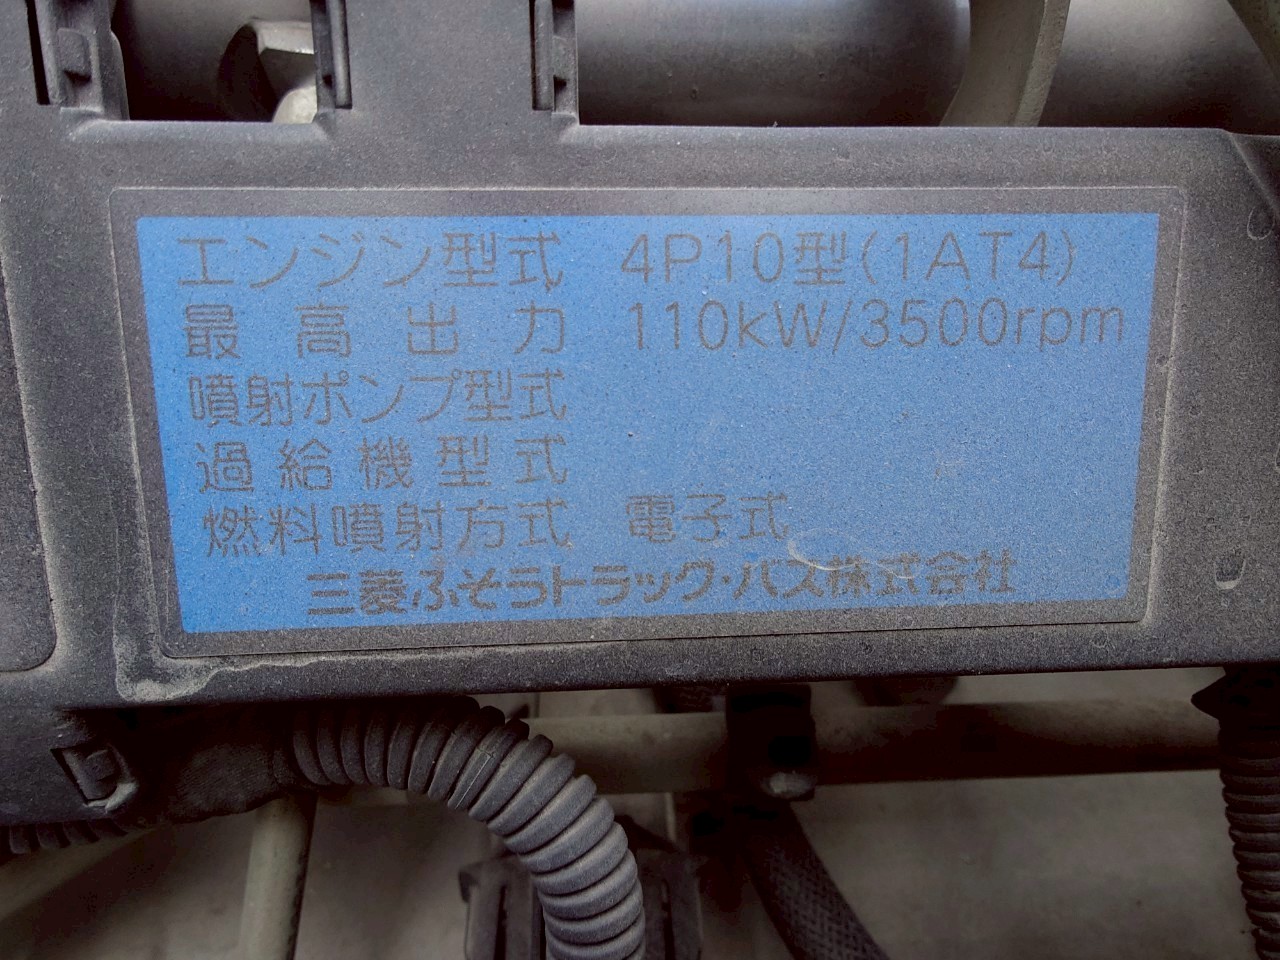 エンジン型式 4P10型(1AT4)
最高出力 110kW/3500rpm
噴射ポンプ型式
過給機型式
燃料噴射方式 電子式
三菱ふそうトラック・バス株式会社